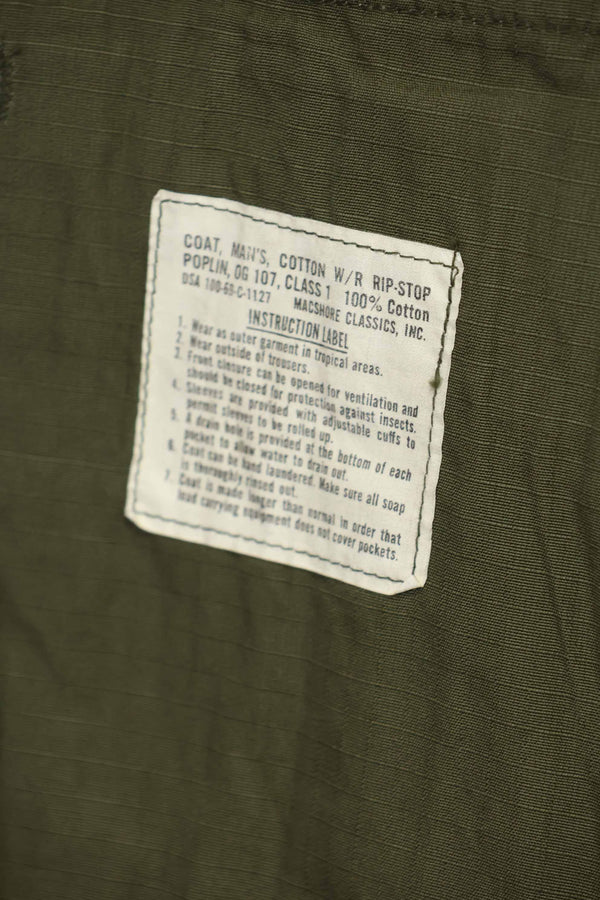 COAT, MAN'S, COTTON W/R RIP-STOP
POPLIN, OG 107, CLASS 1 100% Cotton
DSA 100-69-C-1127 MACSHORE CLASSICS, INC.
INSTRUCTION LABEL
1. Wear as outer garment in tropical areas.
2. Wear outside of trousers.
3. Front closure can be opened for ventilation and
should be closed for protection against insects.
4. Sleeves are provided with adjustable cuffs to
permit sleeves to be rolled up.
5. A drain hole is provided at the bottom of each
pocket to allow water to drain out.
6. Coat can be hand laundered. Make sure all soap
is thoroughly rinsed out.
7. Coat is made longer than normal in order that
load carrying equipment does not cover pockets.